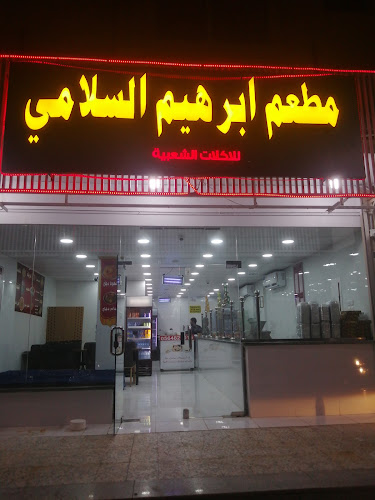 مطعم ابرهيم السلامي
للاكلات الشعبية